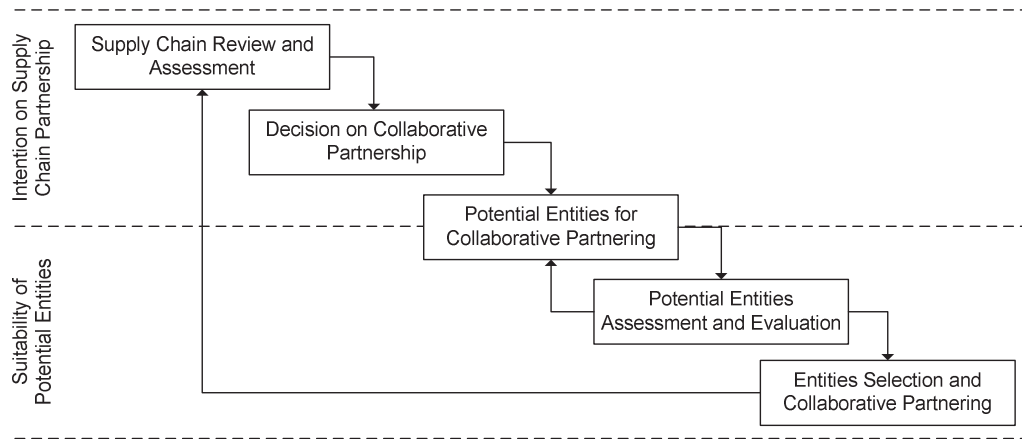 Intention on Supply
Chain Partnership
Supply Chain Review and
Assessment
Decision on Collaborative
Partnership
Potential Entities for
Collaborative Partnering
Suitability of
Potential Entities
Potential Entities
Assessment and Evaluation
Entities Selection and
Collaborative Partnering